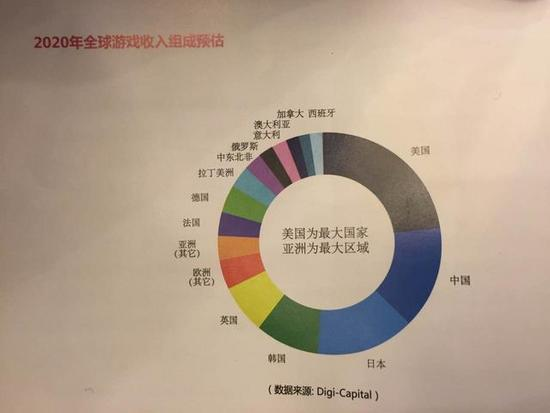 2020年全球游戏收入组成预估
加拿大 西班牙
澳大利亚
意大利
俄罗斯
中东北非
拉丁美洲
德国
法国
亚洲
(其它)
欧洲
(其它)
英国
韩国
日本
中国
美国
美国为最大国家
亚洲为最大区域
(数据来源: Digi-Capital)